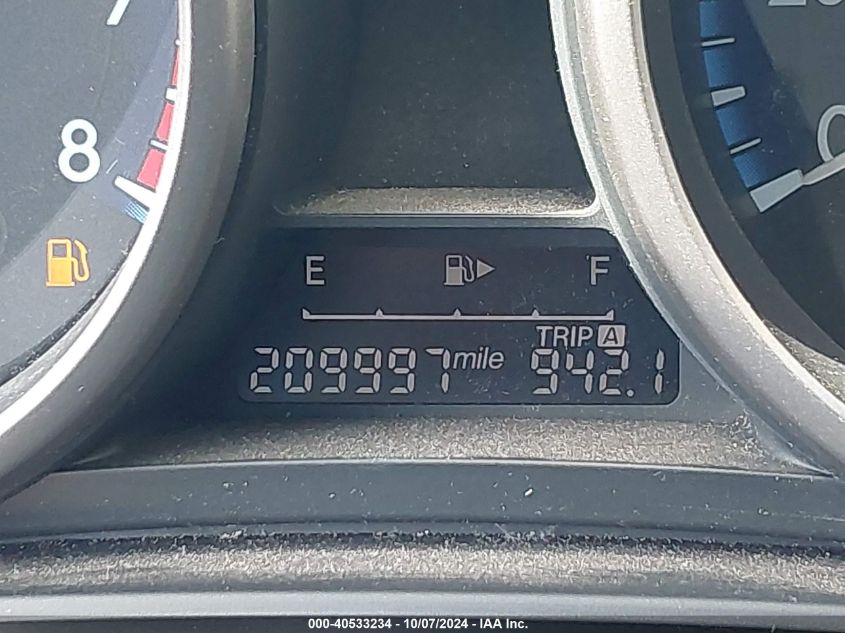 8
E F
TRIP A
209997 mile 942.1
000-40533234 - 10/07/2024 - IAA Inc.